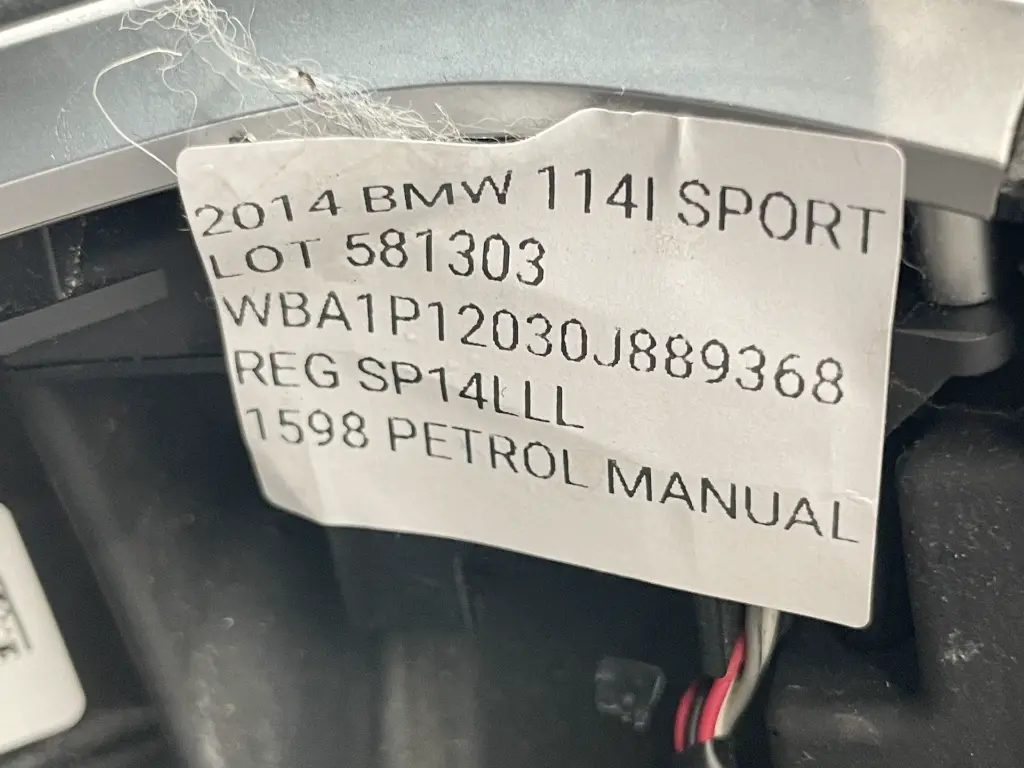 2014 BMW 114I SPORT
LOT 581303
WBA1P12030J889368
REG SP14LLL
1598 PETROL MANUAL